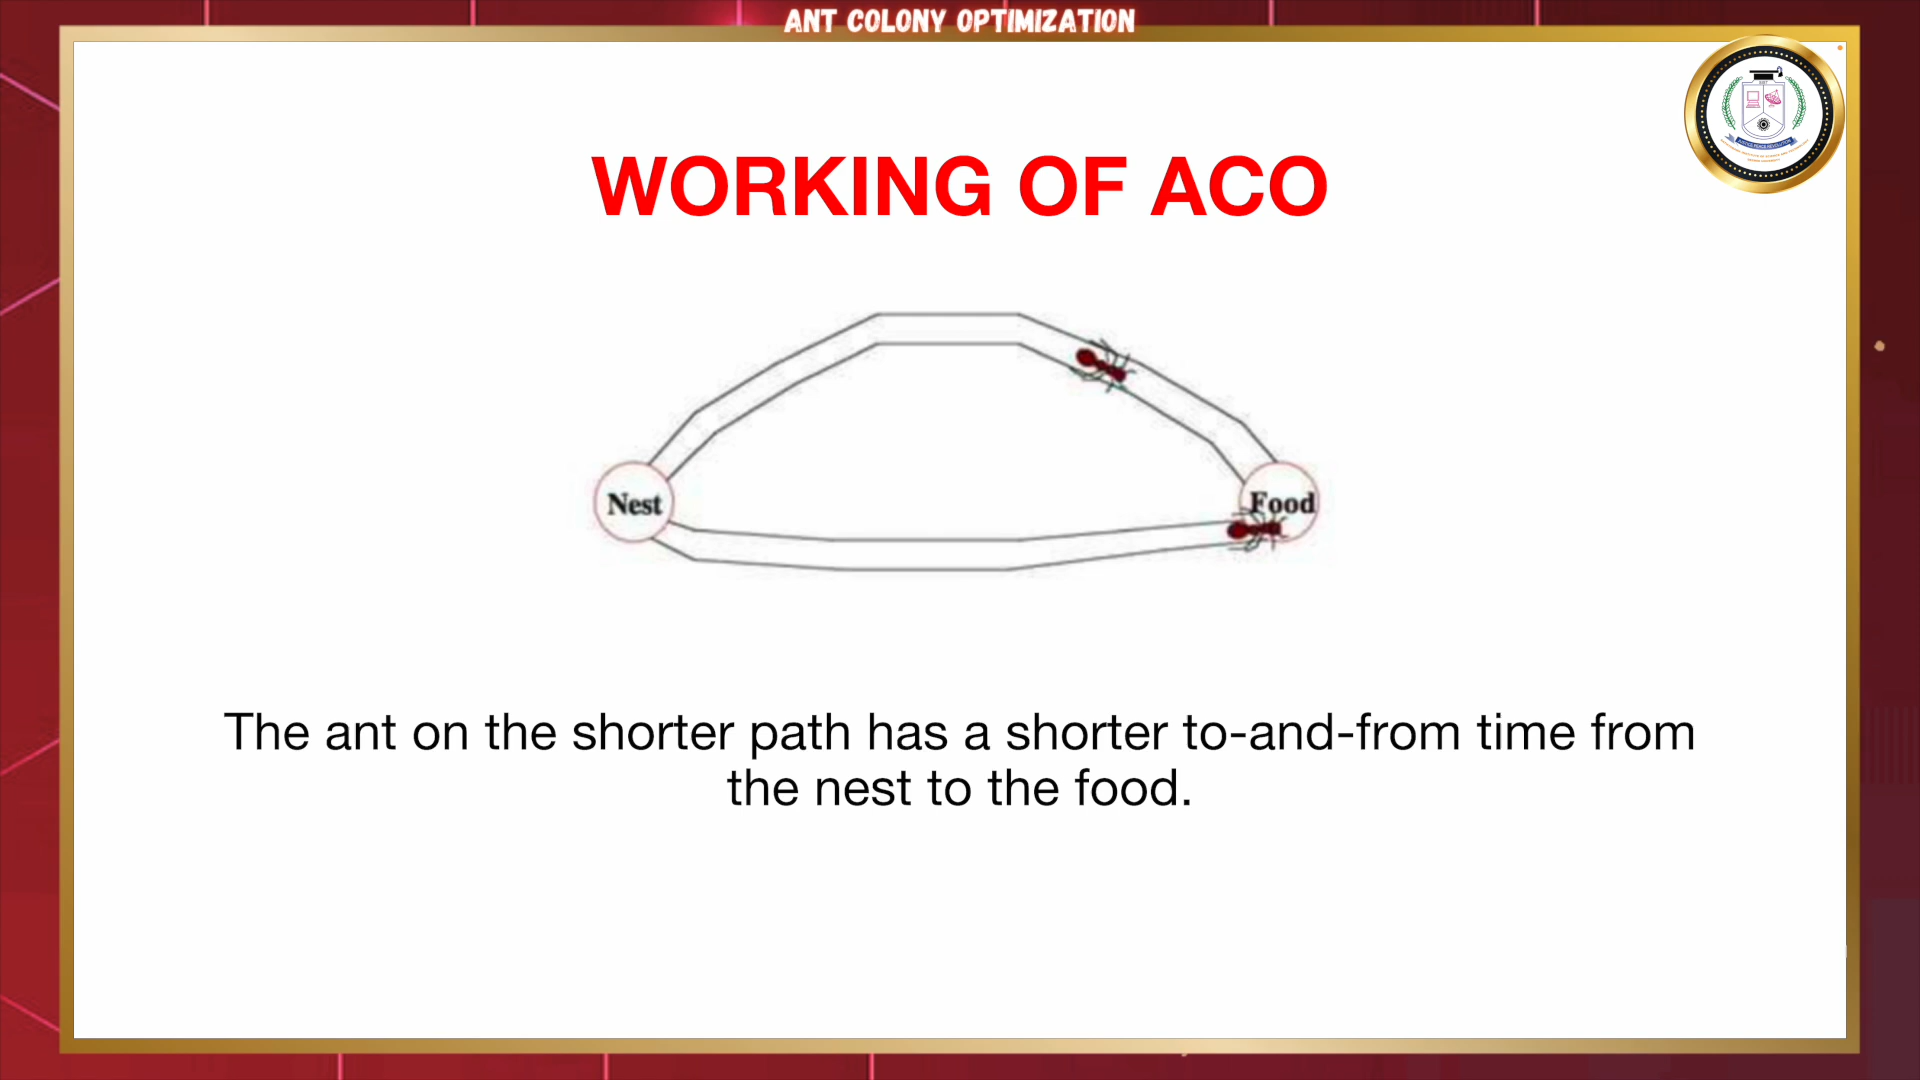 ANT COLONY OPTIMIZATION
WORKING OF ACO
Nest
Food
The ant on the shorter path has a shorter to-and-from time from
the nest to the food.